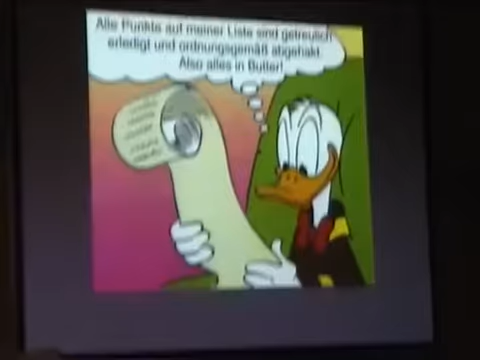 Alle Punkte auf meiner Liste sind getreulich
erledigt und ordnungsgemäß abgehakt.
Also alles in Butter!